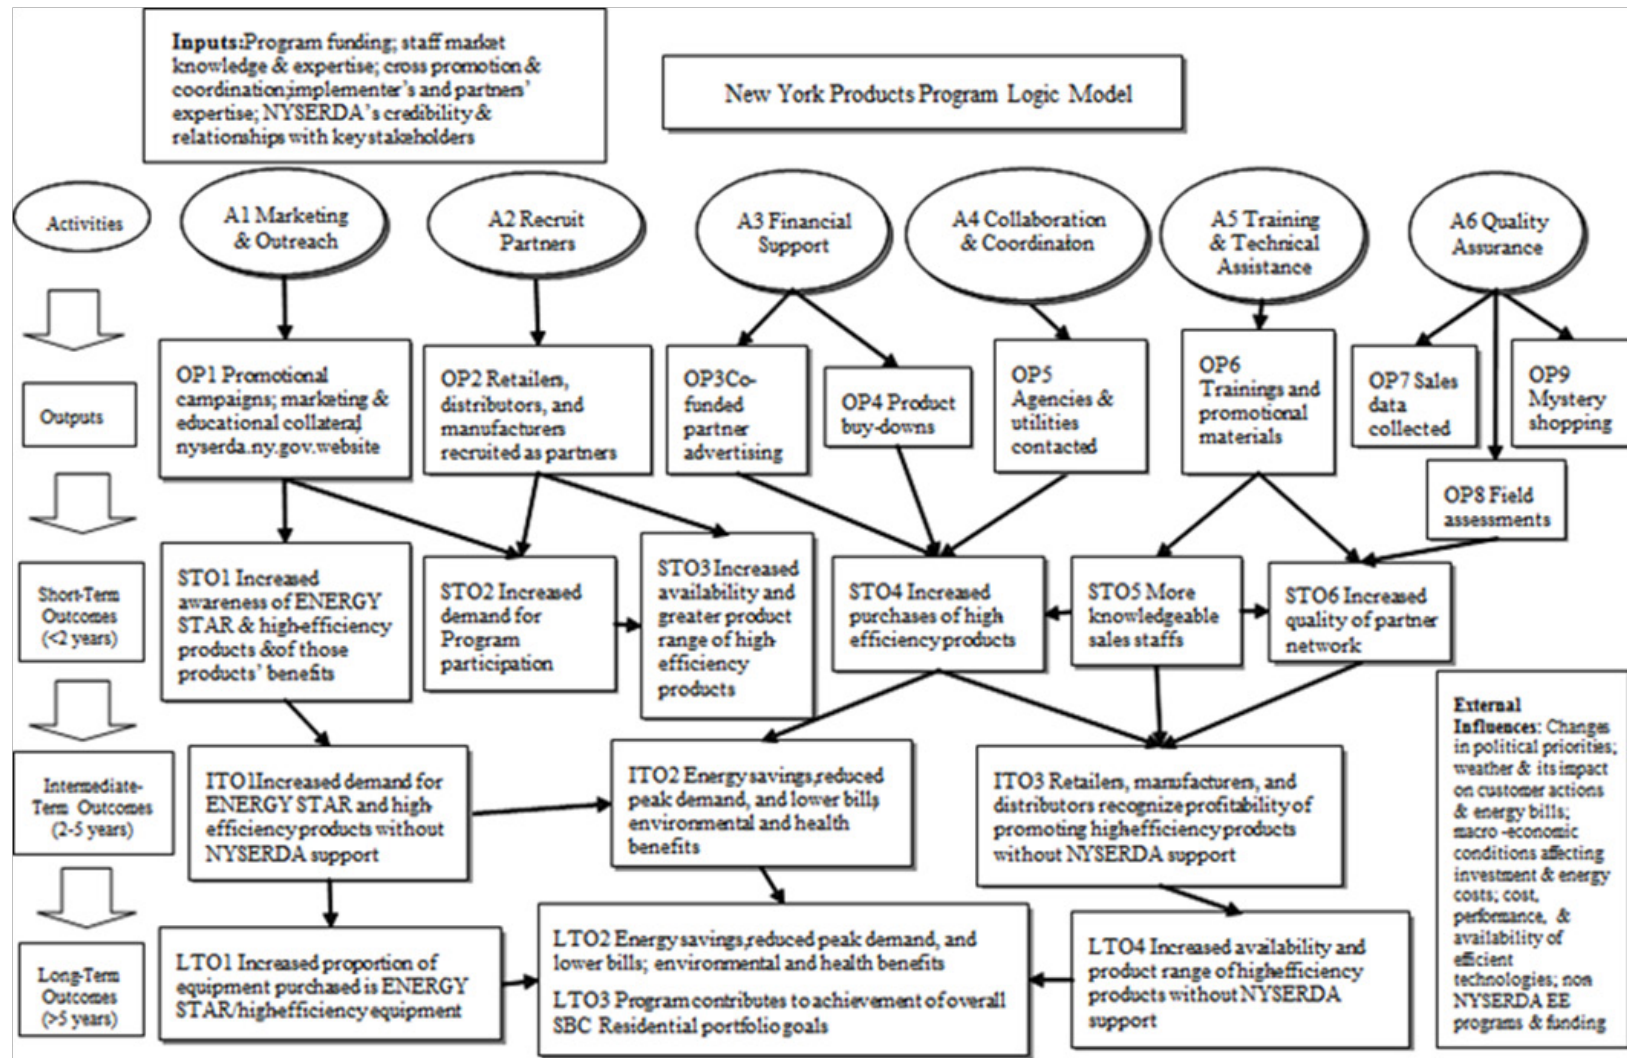 Inputs:Program funding; staff market
knowledge & expertise; cross promotion &
coordination;implementer's and partners'
expertise; NYSERDA's credibility &
relationships with key stakeholders
New York Products Program Logic Model
Activities
A1 Marketing
& Outreach
A2 Recruit
Partners
A3 Financial
Support
A4 Collaboration
& Coordination
A5 Training
& Technical
Assistance
A6 Quality
Assurance
Outputs
OP1 Promotional
campaigns; marketing &
educational collateral,
nyserda.ny.gov.website
OP2 Retailers,
distributors, and
manufacturers
recruited as partners
OP3Co-
funded
partner
advertising
OP4 Product
buy-downs
OP5
Agencies &
utilities
contacted
OP6
Trainings and
promotional
materials
OP7 Sales
data
collected
OP9
Mystery
shopping
OP8 Field
assessments
Short-Term
Outcomes
(<2 years)
STO1 Increased
awareness of ENERGY
STAR & high-efficiency
products &of those
products' benefits
STO2 Increased
demand for
Program
participation
STO3 Increased
availability and
greater product
range of high-
efficiency
products
STO4 Increased
purchases of high
efficiency products
STO5 More
knowledgeable
sales staffs
STO6 Increased
quality of partner
network
Intermediate-
Term Outcomes
(2-5 years)
ITO1Increased demand for
ENERGY STAR and high-
efficiency products without
NYSERDA support
ITO2 Energy savings,reduced
peak demand, and lower bills;
environmental and health
benefits
ITO3 Retailers, manufacturers, and
distributors recognize profitability of
promoting highefficiency products
without NYSERDA support
External
Influences: Changes
in political priorities;
weather & its impact
on customer actions
& energy bills;
macro -economic
conditions affecting
investment & energy
costs; cost,
performance, &
availability of
efficient
technologies; non
NYSERDA EE
programs & funding
Long-Term
Outcomes
(>5 years)
LTO1 Increased proportion of
equipment purchased is ENERGY
STAR/highefficiency equipment
LTO2 Energy savings,reduced peak demand, and
lower bills; environmental and health benefits
LTO3 Program contributes to achievement of overall
SBC Residential portfolio goals
LTO4 Increased availability and
product range of highefficiency
products without NYSERDA
support